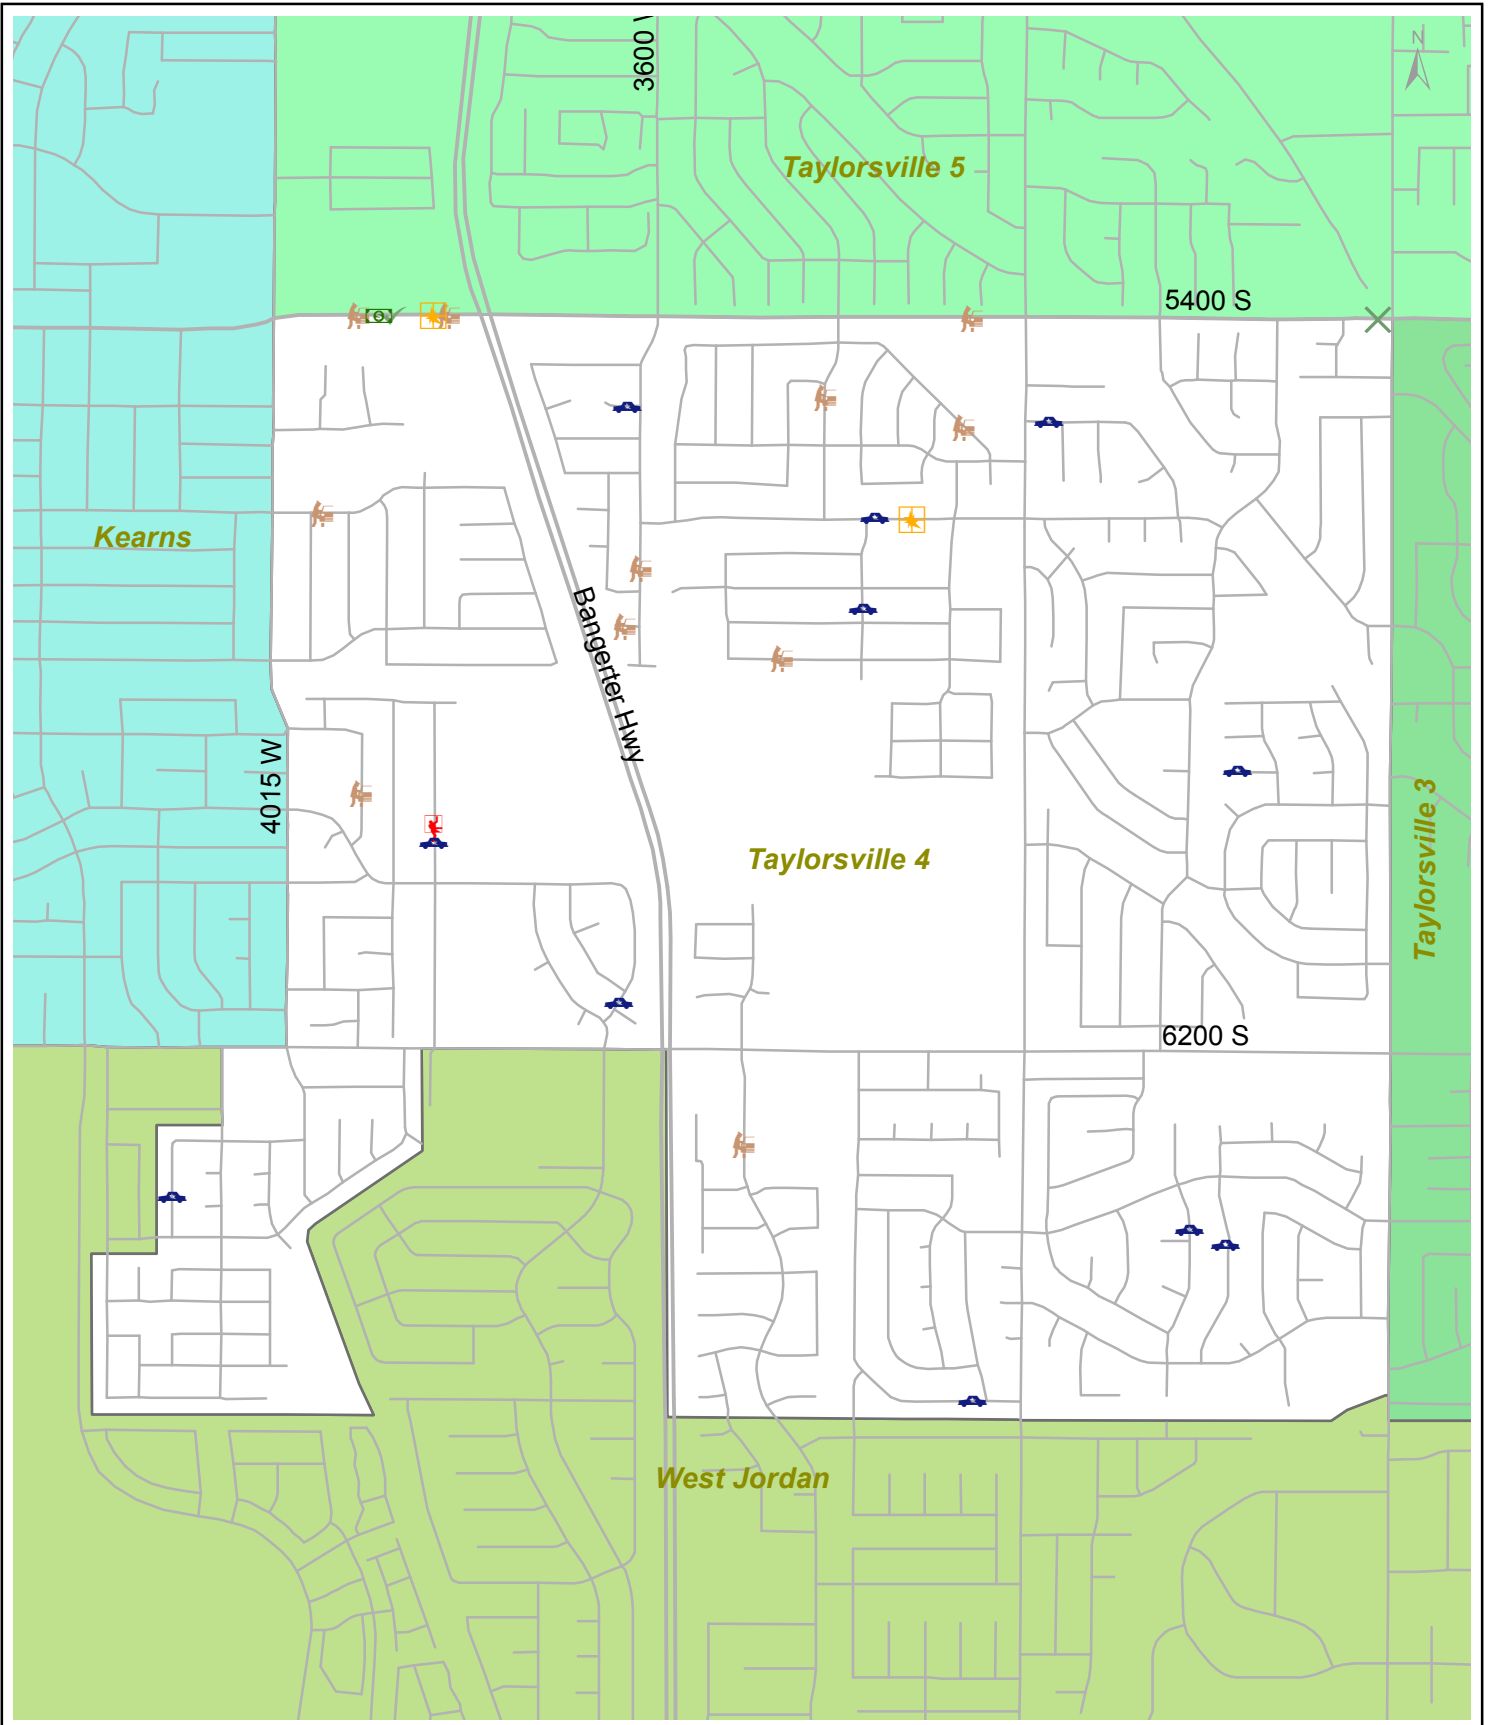 3600
N
Taylorsville 5
5400 S
Kearns
Bangerter Hwy
4015 W
Taylorsville 4
Taylorsville 3
6200 S
West Jordan